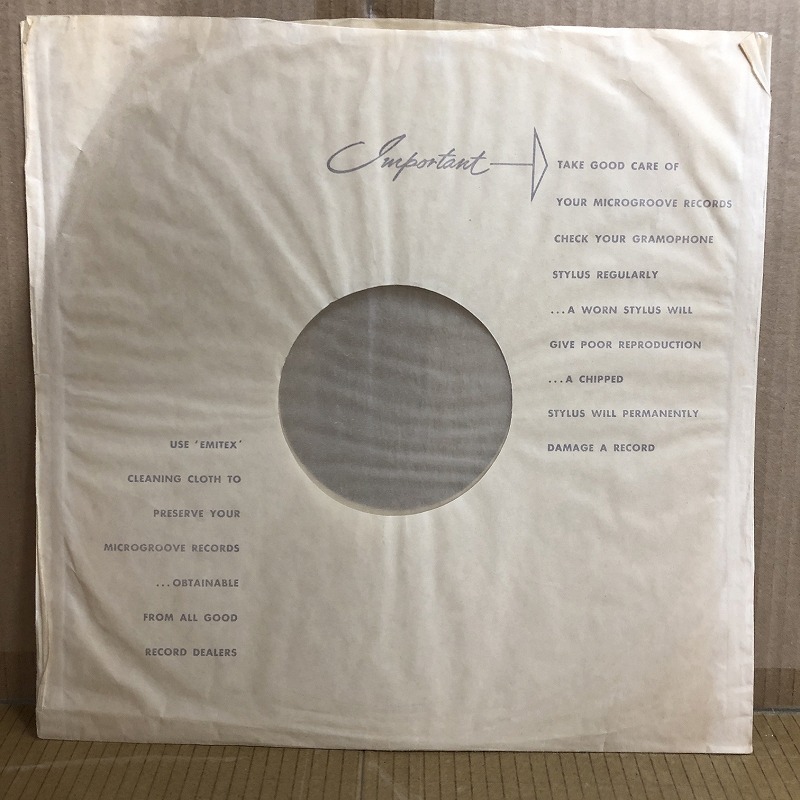 Important
TAKE GOOD CARE OF
YOUR MICROGROOVE RECORDS
CHECK YOUR GRAMOPHONE
STYLUS REGULARLY
...A WORN STYLUS WILL
GIVE POOR REPRODUCTION
...A CHIPPED
STYLUS WILL PERMANENTLY
DAMAGE A RECORD
USE 'EMITEX'
CLEANING CLOTH TO
PRESERVE YOUR
MICROGROOVE RECORDS
...OBTAINABLE
FROM ALL GOOD
RECORD DEALERS